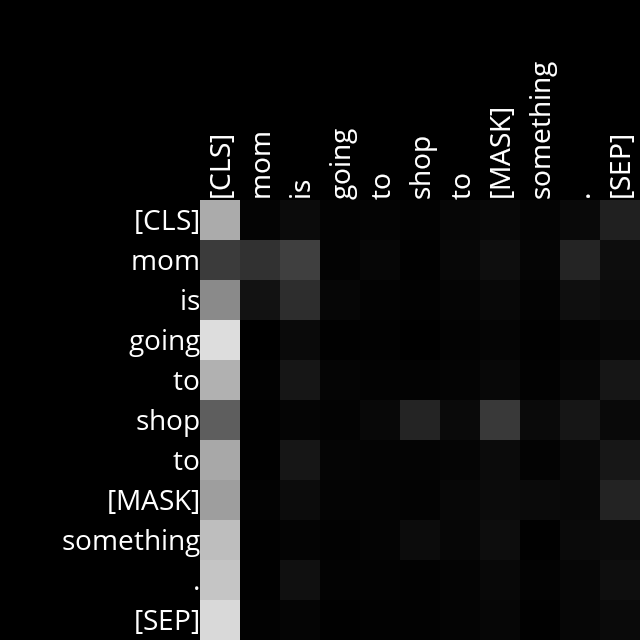 [CLS]
mom
is
going
to
shop
to
[MASK]
something
.
[SEP]
[CLS]
mom
is
going
to
shop
to
[MASK]
something
.
[SEP]